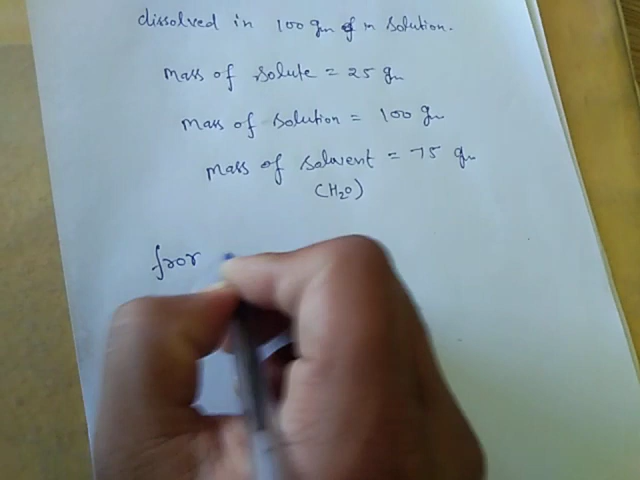 dissolved in 100 gm of m solution.
mass of solute = 25 gm
mass of solution = 100 gm
mass of solvent = 75 gm
(H₂O)
from